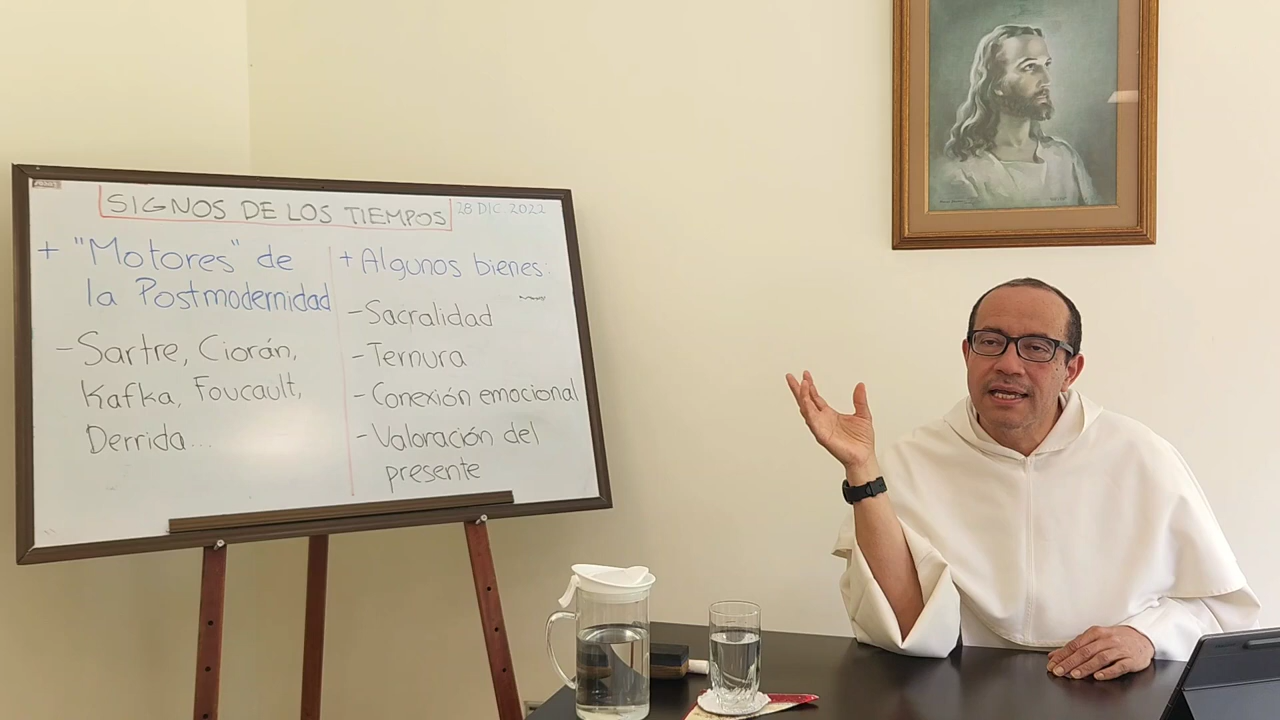 SIGNOS DE LOS TIEMPOS
28 DIC. 2022
+ "Motores" de
la Postmodernidad
- Sartre, Ciorán,
Kafka, Foucault,
Derrida...
+ Algunos bienes:
- Sacralidad
- Ternura
- Conexión emocional
- Valoración del
presente